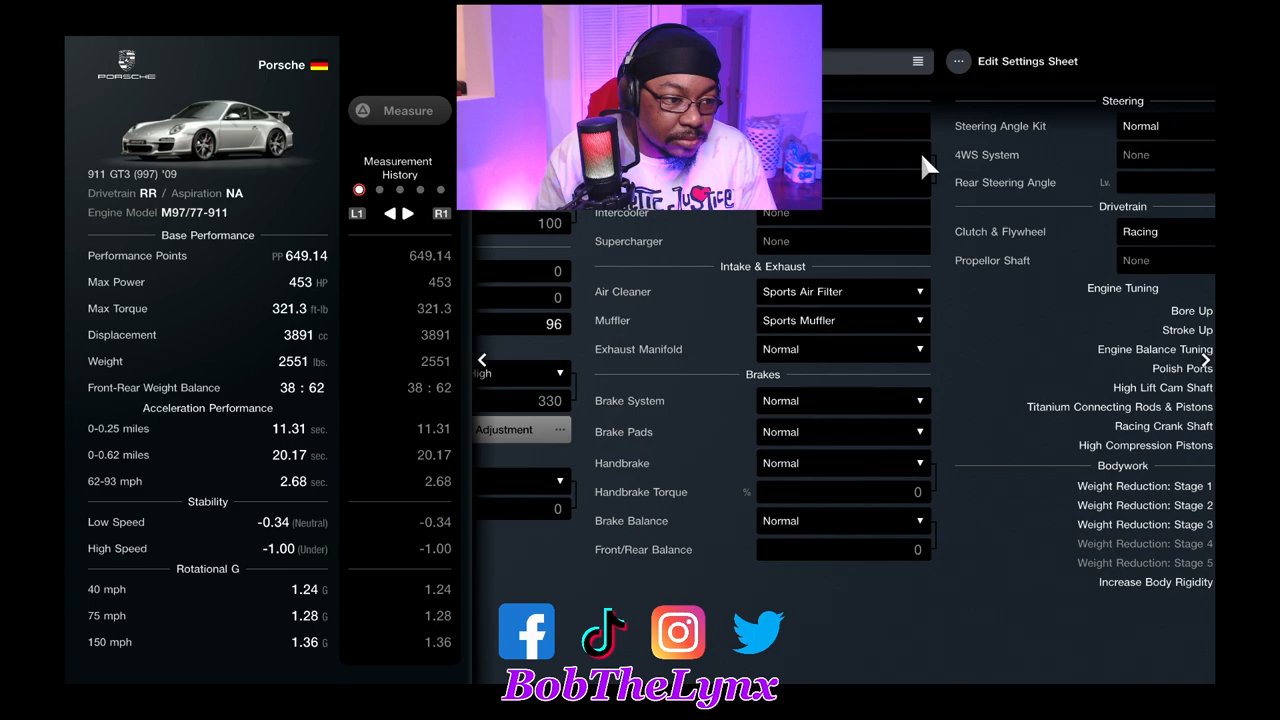 PORSCHE
Porsche
911 GT3 (997) '09
Drivetrain RR / Aspiration NA
Engine Model M97/77-911
Base Performance
Performance Points PP 649.14
Max Power 453 HP
Max Torque 321.3 ft-lb
Displacement 3891 cc
Weight 2551 lbs.
Front-Rear Weight Balance 38 : 62
Acceleration Performance
0-0.25 miles 11.31 sec.
0-0.62 miles 20.17 sec.
62-93 mph 2.68 sec.
Stability
Low Speed -0.34 (Neutral)
High Speed -1.00 (Under)
Rotational G
40 mph 1.24 G
75 mph 1.28 G
150 mph 1.36 G
Measure
Measurement
History
L1 R1
649.14
453
321.3
3891
2551
38 : 62
11.31
20.17
2.68
-0.34
-1.00
1.24
1.28
1.36
100
0
0
96
High
330
Adjustment ...
0
Intercooler None
Supercharger None
Intake & Exhaust
Air Cleaner Sports Air Filter
Muffler Sports Muffler
Exhaust Manifold Normal
Brakes
Brake System Normal
Brake Pads Normal
Handbrake Normal
Handbrake Torque % 0
Brake Balance Normal
Front/Rear Balance 0
... Edit Settings Sheet
Steering
Steering Angle Kit Normal
4WS System None
Rear Steering Angle Lv.
Drivetrain
Clutch & Flywheel Racing
Propellor Shaft None
Engine Tuning
Bore Up
Stroke Up
Engine Balance Tuning
Polish Ports
High Lift Cam Shaft
Titanium Connecting Rods & Pistons
Racing Crank Shaft
High Compression Pistons
Bodywork
Weight Reduction: Stage 1
Weight Reduction: Stage 2
Weight Reduction: Stage 3
Weight Reduction: Stage 4
Weight Reduction: Stage 5
Increase Body Rigidity
BobTheLynx